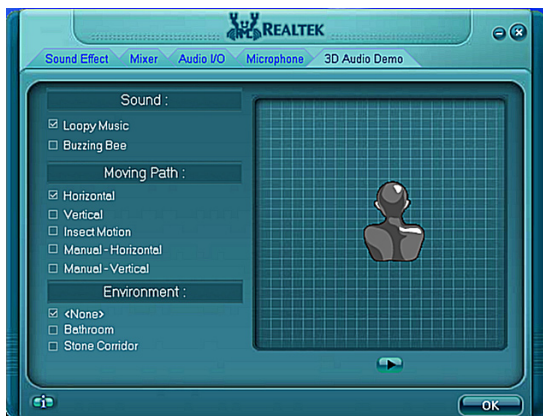 REALTEK
Sound Effect Mixer Audio I/O Microphone 3D Audio Demo
Sound :
Loopy Music
Buzzing Bee
Moving Path :
Horizontal
Vertical
Insect Motion
Manual - Horizontal
Manual - Vertical
Environment :
<None>
Bathroom
Stone Corridor
i
OK